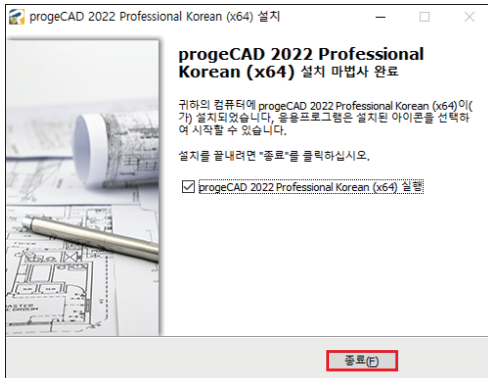 progeCAD 2022 Professional Korean (x64) 설치
progeCAD 2022 Professional
Korean (x64) 설치 마법사 완료
귀하의 컴퓨터에 progeCAD 2022 Professional Korean (x64)이(
가) 설치되었습니다, 응용프로그램은 설치된 아이콘을 선택하
여 시작할 수 있습니다.
설치를 끝내려면 "종료"를 클릭하십시오.
progeCAD 2022 Professional Korean (x64) 실행
종료(F)